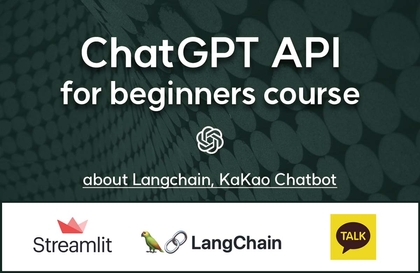 ChatGPT API
for beginners course
about Langchain, KaKao Chatbot
Streamlit
LangChain
TALK